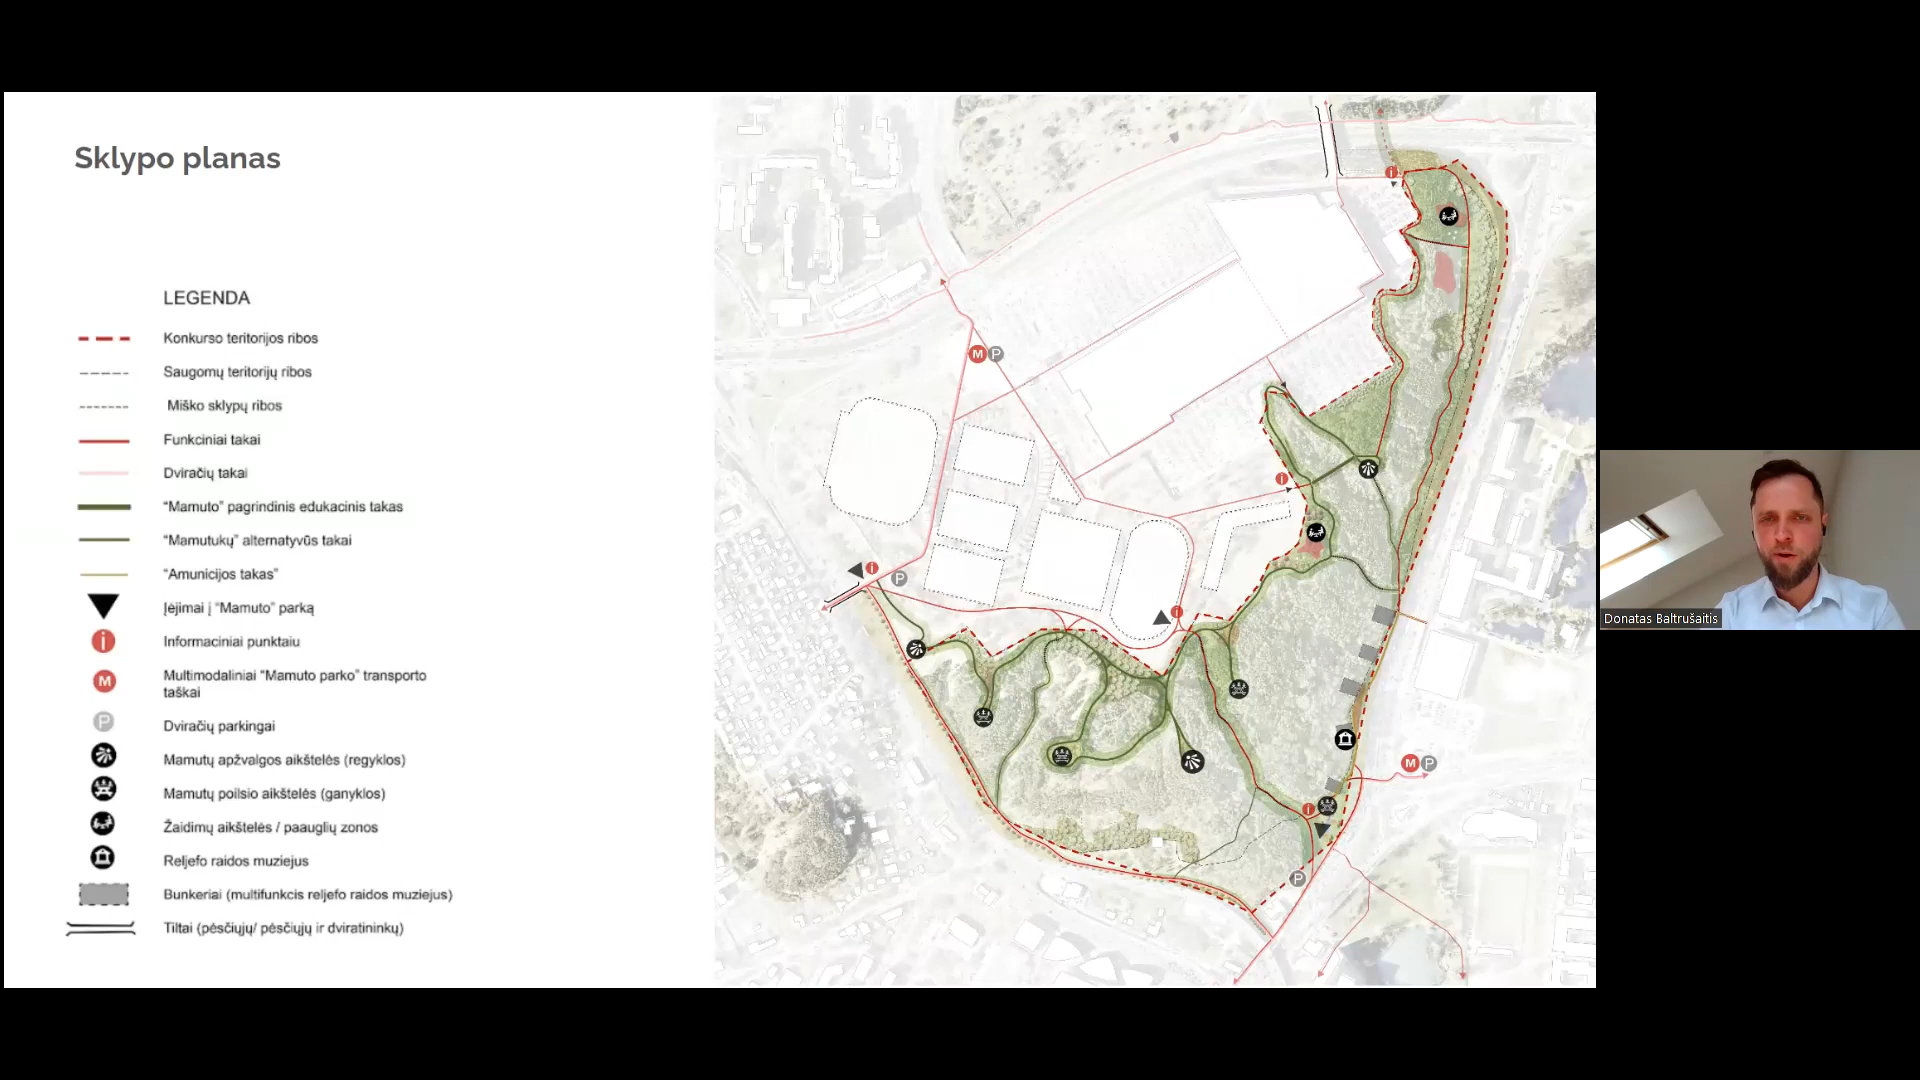 Sklypo planas
LEGENDA
Konkurso teritorijos ribos
Saugomų teritorijų ribos
Miško sklypų ribos
Funkciniai takai
Dviračių takai
“Mamuto” pagrindinis edukacinis takas
“Mamutukų” alternatyvūs takai
“Amunicijos takas”
Įėjimai į “Mamuto” parką
i
Informaciniai punktaiu
M
Multimodaliniai “Mamuto parko” transporto
taškai
P
Dviračių parkingai
Mamutų apžvalgos aikštelės (regyklos)
Mamutų poilsio aikštelės (ganyklos)
Žaidimų aikštelės / paauglių zonos
Reljefo raidos muziejus
Bunkeriai (multifunkcis reljefo raidos muziejus)
Tiltai (pėsčiųjų/ pėsčiųjų ir dviratininkų)
i
M P
i
i P
i
M P
i
P
Donatas Baltrušaitis